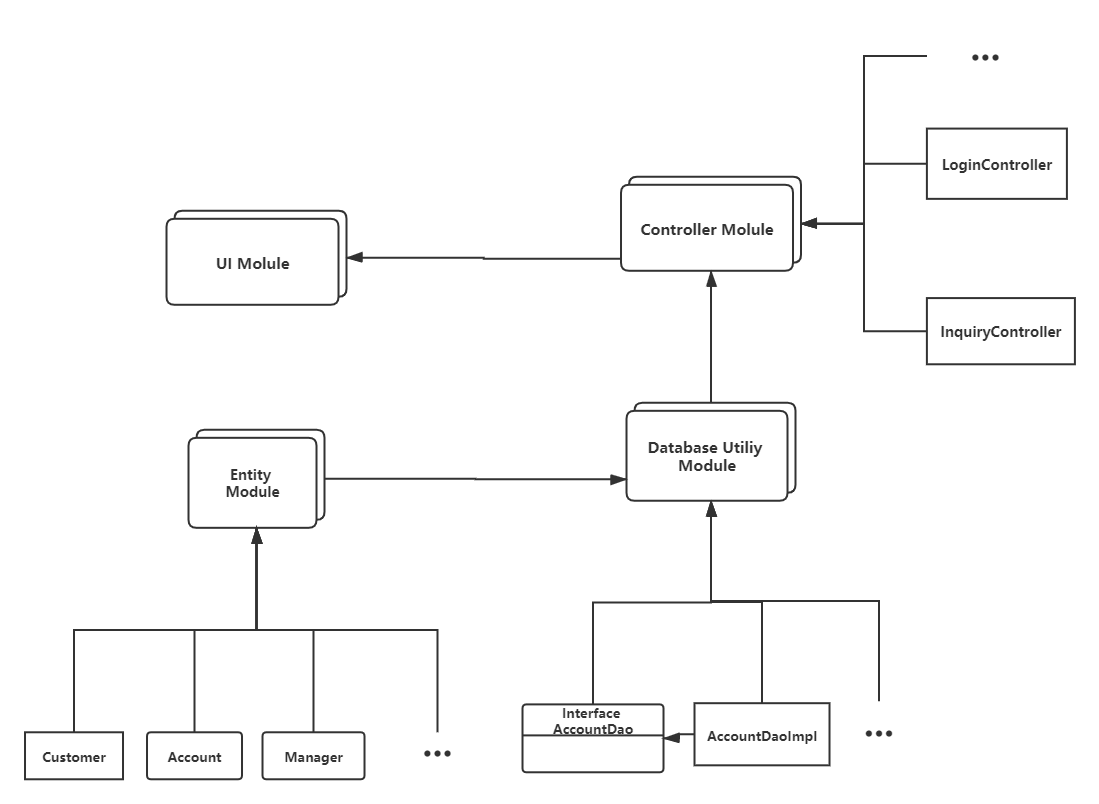 •••
LoginController
Controller Molule
UI Molule
InquiryController
Database Utiliy
Module
Entity
Module
Interface
AccountDao
AccountDaoImpl
•••
Customer
Account
Manager
•••